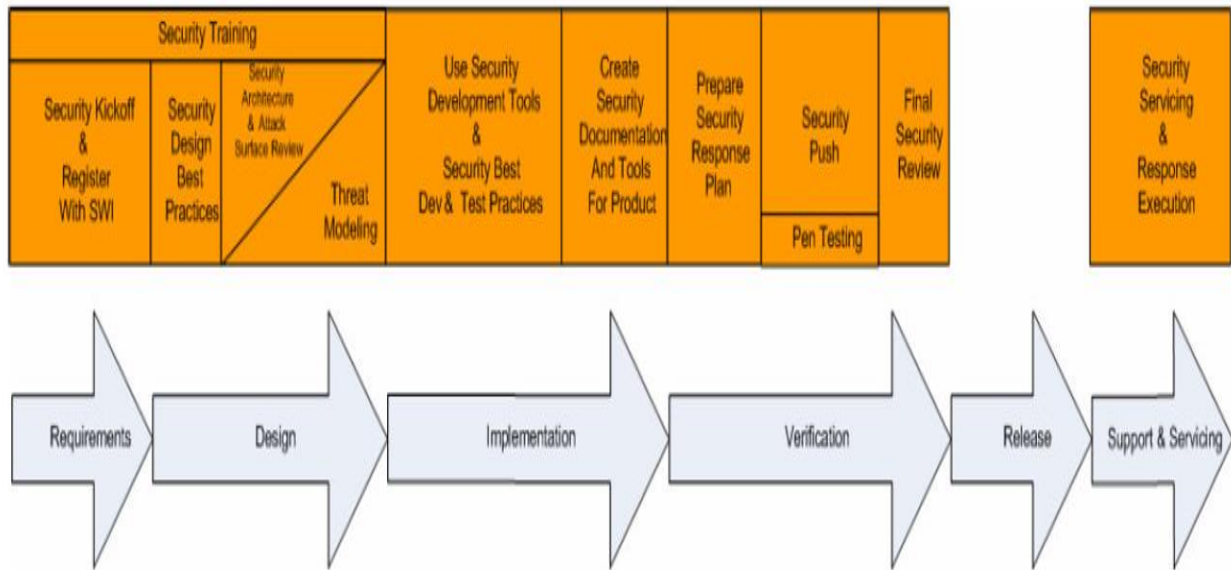 Security Training
Security Kickoff
&
Register
With SWI
Security
Design
Best
Practices
Security
Architecture
& Attack
Surface Review
Threat
Modeling
Use Security
Development Tools
&
Security Best
Dev & Test Practices
Create
Security
Documentation
And Tools
For Product
Prepare
Security
Response
Plan
Security
Push
Pen Testing
Final
Security
Review
Security
Servicing
&
Response
Execution
Requirements
Design
Implementation
Verification
Release
Support & Servicing